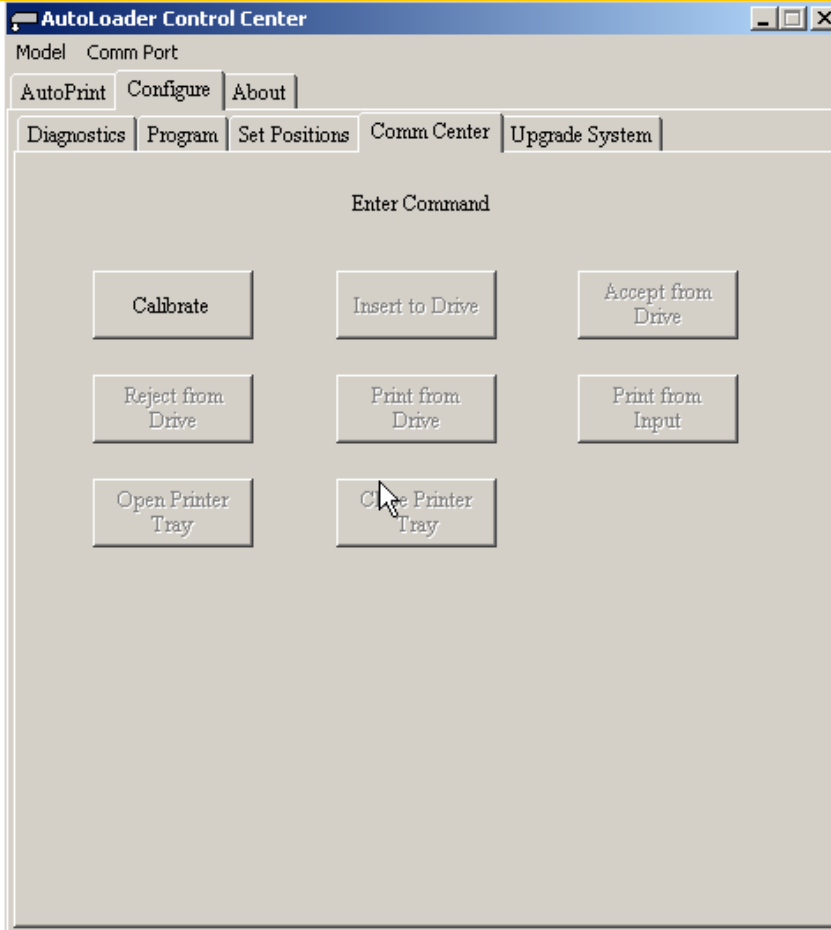 AutoLoader Control Center
Model Comm Port
AutoPrint Configure About
Diagnostics Program Set Positions Comm Center Upgrade System
Enter Command
Calibrate
Insert to Drive
Accept from
Drive
Reject from
Drive
Print from
Drive
Print from
Input
Open Printer
Tray
Printer
Tray